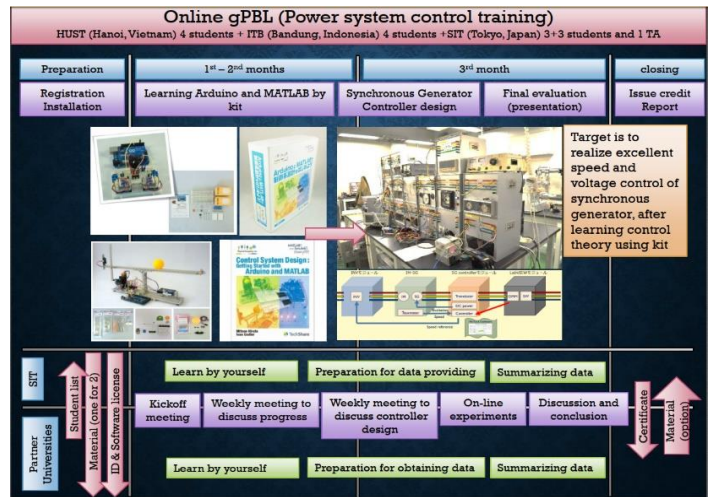 Online gPBL (Power system control training)
HUST (Hanoi, Vietnam) 4 students + ITB (Bandung, Indonesia) 4 students +SIT (Tokyo, Japan) 3+3 students and 1 TA
Preparation
1st – 2nd months
3rd month
closing
Registration
Installation
Learning Arduino and MATLAB by
kit
Synchronous Generator
Controller design
Final evaluation
(presentation)
Issue credit
Report
Target is to
realize excellent
speed and
voltage control of
synchronous
generator, after
learning control
theory using kit
Control System Design:
Getting Started with
Arduino and MATLAB
SIT
Partner
Universities
Student list
Material (one for 2)
ID & Software license
Learn by yourself
Preparation for data providing
Summarizing data
Kickoff
meeting
Weekly meeting to
discuss progress
Weekly meeting to
discuss controller
design
On-line
experiments
Discussion and
conclusion
Certificate
Material
(option)
Learn by yourself
Preparation for obtaining data
Summarizing data